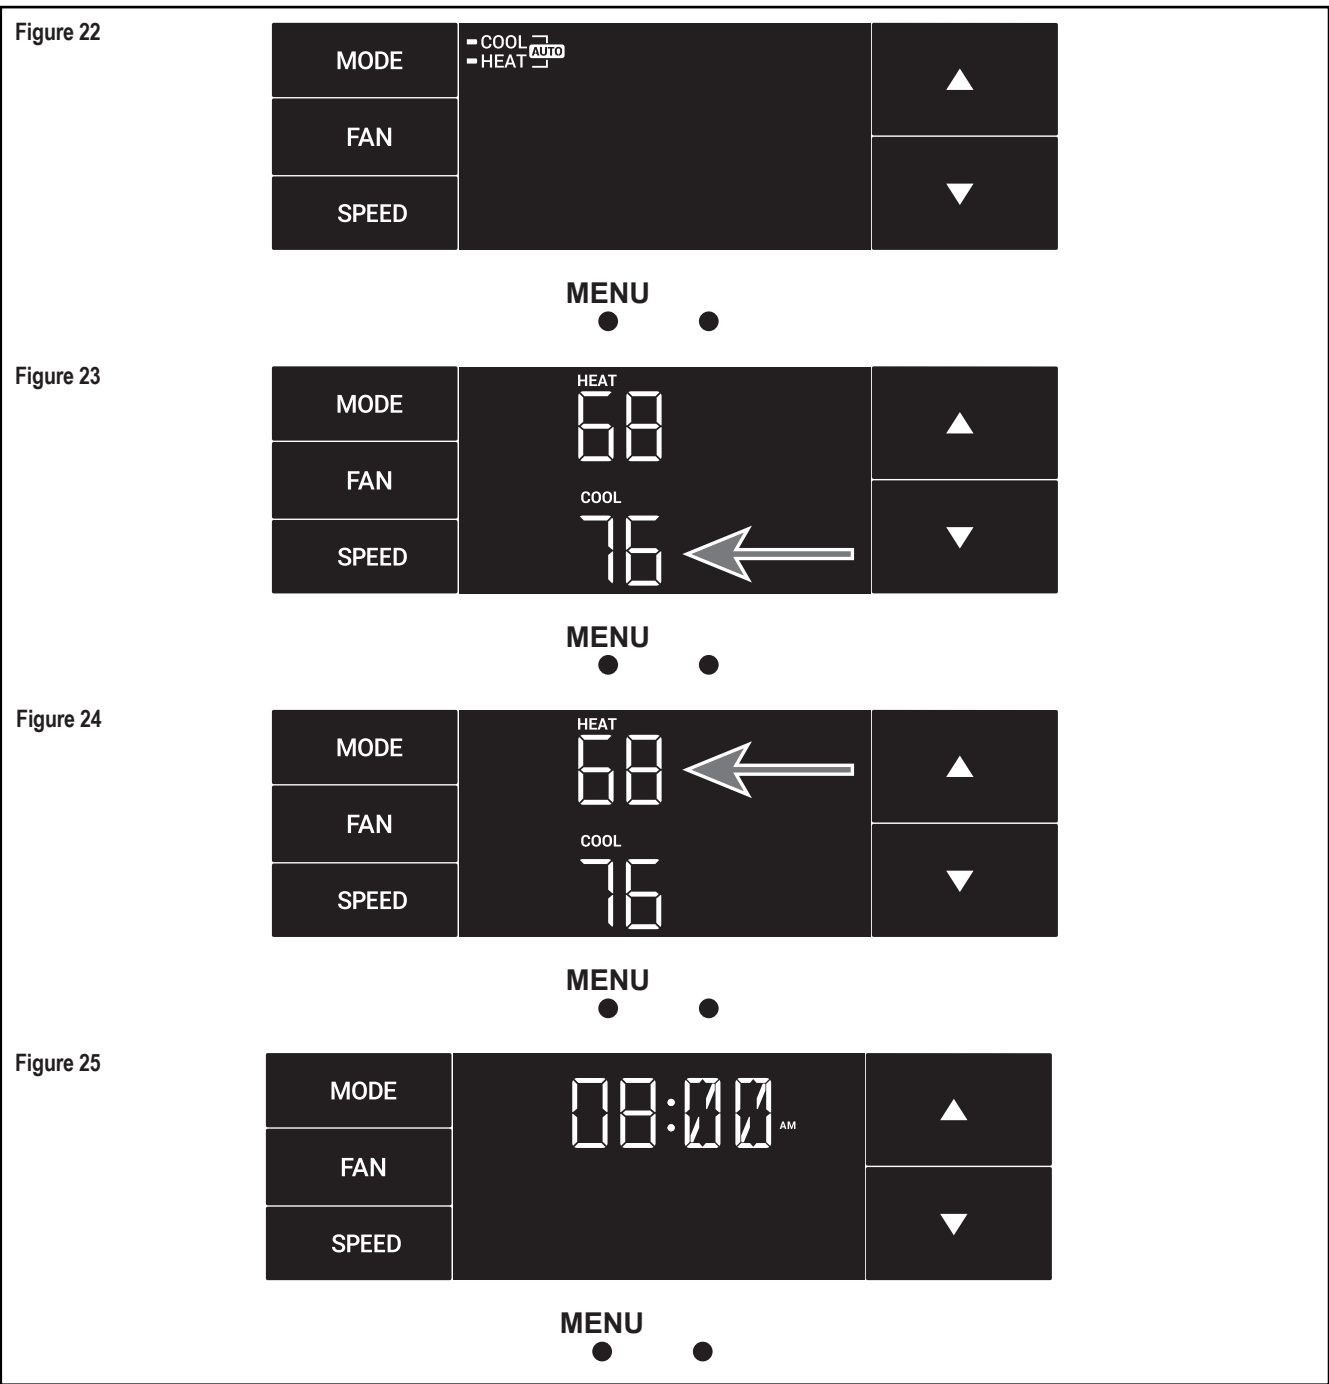 Figure 22
MODE
FAN
SPEED
COOL
HEAT
AUTO
MENU
Figure 23
MODE
FAN
SPEED
HEAT
68
COOL
76
MENU
Figure 24
MODE
FAN
SPEED
HEAT
68
COOL
76
MENU
Figure 25
MODE
FAN
SPEED
08:00 AM
MENU